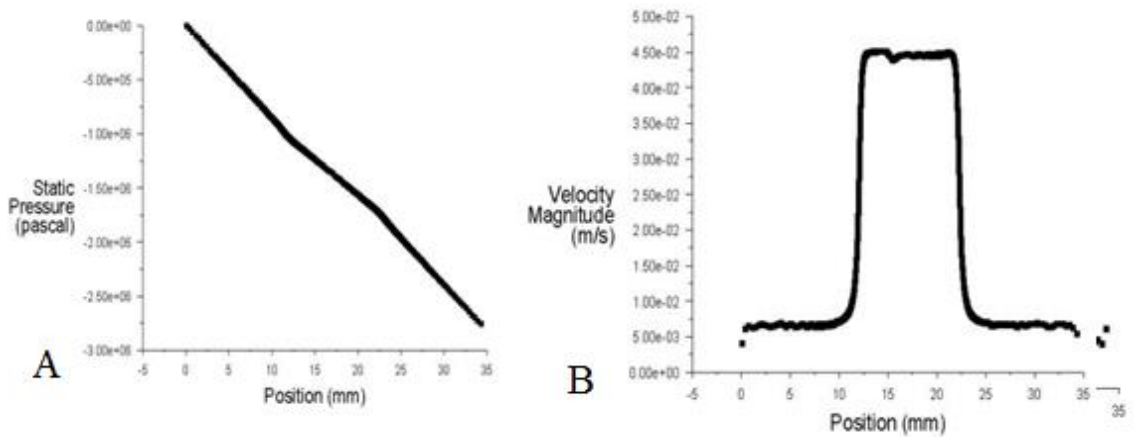 0.00e+00
-5.00e+05
-1.00e+06
-1.50e+06
-2.00e+06
-2.50e+06
-3.00e+06
Static
Pressure
(pascal)
-5 0 5 10 15 20 25 30 35
Position (mm)
A
5.00e-02
4.50e-02
4.00e-02
3.50e-02
3.00e-02
2.50e-02
2.00e-02
1.50e-02
1.00e-02
5.00e-03
0.00e+00
Velocity
Magnitude
(m/s)
-5 0 5 10 15 20 25 30 35
35
Position (mm)
B